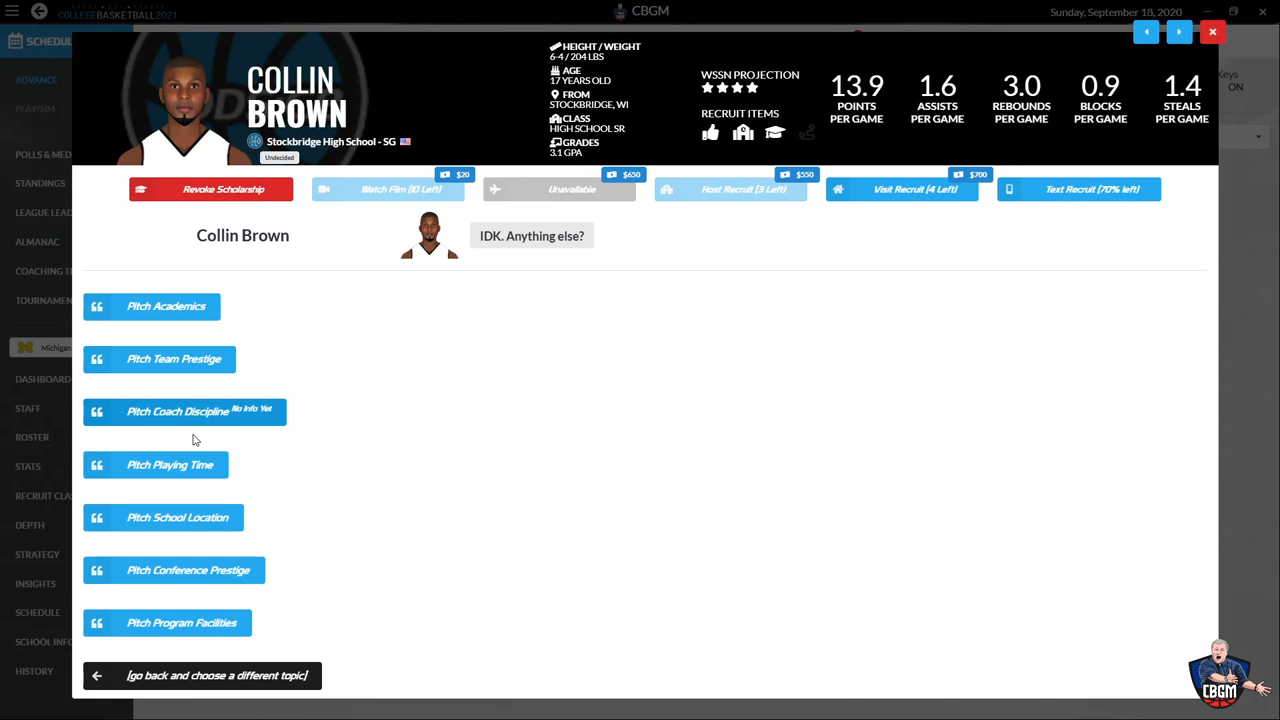 COLLEGEBASKETBALL2021
CBGM
Sunday, September 18, 2020
SCHEDUL
ADVANCE
PLAY/SIM
POLLS & MED
STANDINGS
LEAGUE LEAD
ALMANAC
COACHING T
TOURNAMEN
Michigan
DASHBOARD
STAFF
ROSTER
STATS
RECRUIT CLA
DEPTH
STRATEGY
INSIGHTS
SCHEDULE
SCHOOL INFO
HISTORY
Keys
ON
COLLIN
BROWN
Stockbridge High School - SG
Undecided
HEIGHT / WEIGHT
6-4 / 204 LBS
AGE
17 YEARS OLD
FROM
STOCKBRIDGE, WI
CLASS
HIGH SCHOOL SR
GRADES
3.1 GPA
WSSN PROJECTION
RECRUIT ITEMS
13.9
POINTS
PER GAME
1.6
ASSISTS
PER GAME
3.0
REBOUNDS
PER GAME
0.9
BLOCKS
PER GAME
1.4
STEALS
PER GAME
Revoke Scholarship
$20
Watch Film (10 Left)
$650
Unavailable
$550
Host Recruit (3 Left)
$700
Visit Recruit (4 Left)
Text Recruit (70% left)
Collin Brown
IDK. Anything else?
Pitch Academics
Pitch Team Prestige
Pitch Coach Discipline No Info Yet
Pitch Playing Time
Pitch School Location
Pitch Conference Prestige
Pitch Program Facilities
[go back and choose a different topic]
CBGM